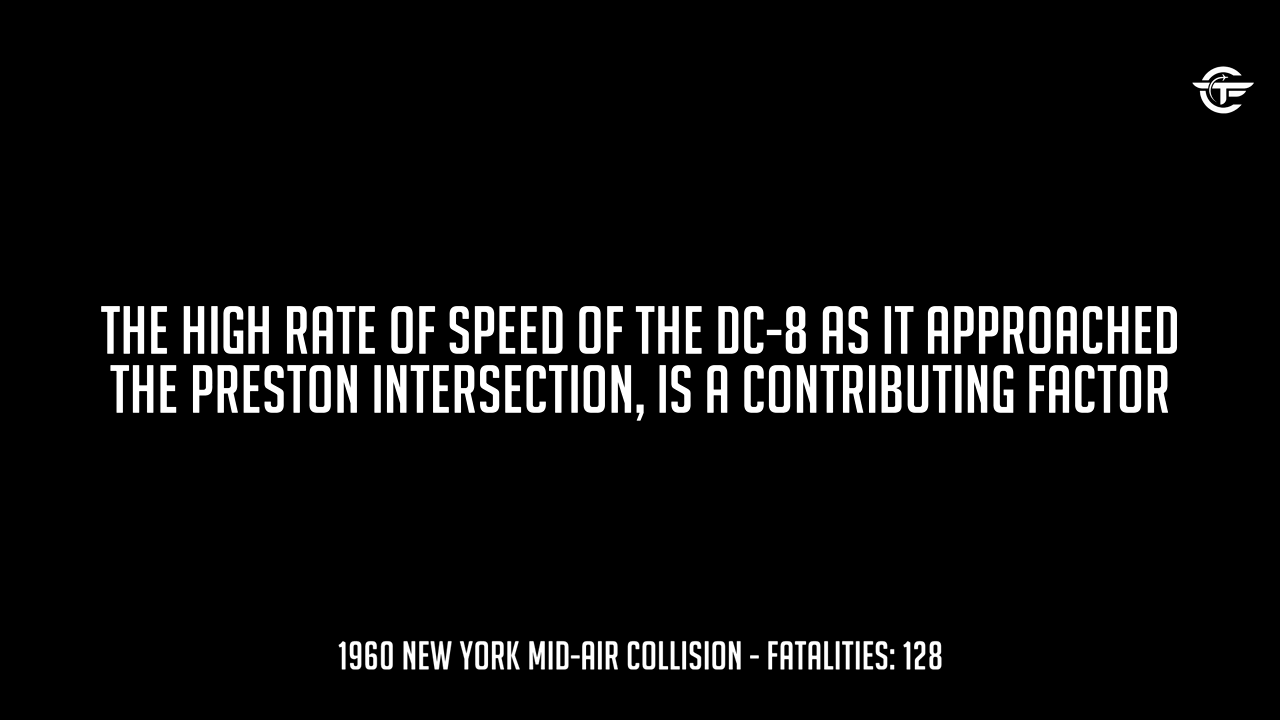 THE HIGH RATE OF SPEED OF THE DC-8 AS IT APPROACHED
THE PRESTON INTERSECTION, IS A CONTRIBUTING FACTOR
1960 NEW YORK MID-AIR COLLISION - FATALITIES: 128